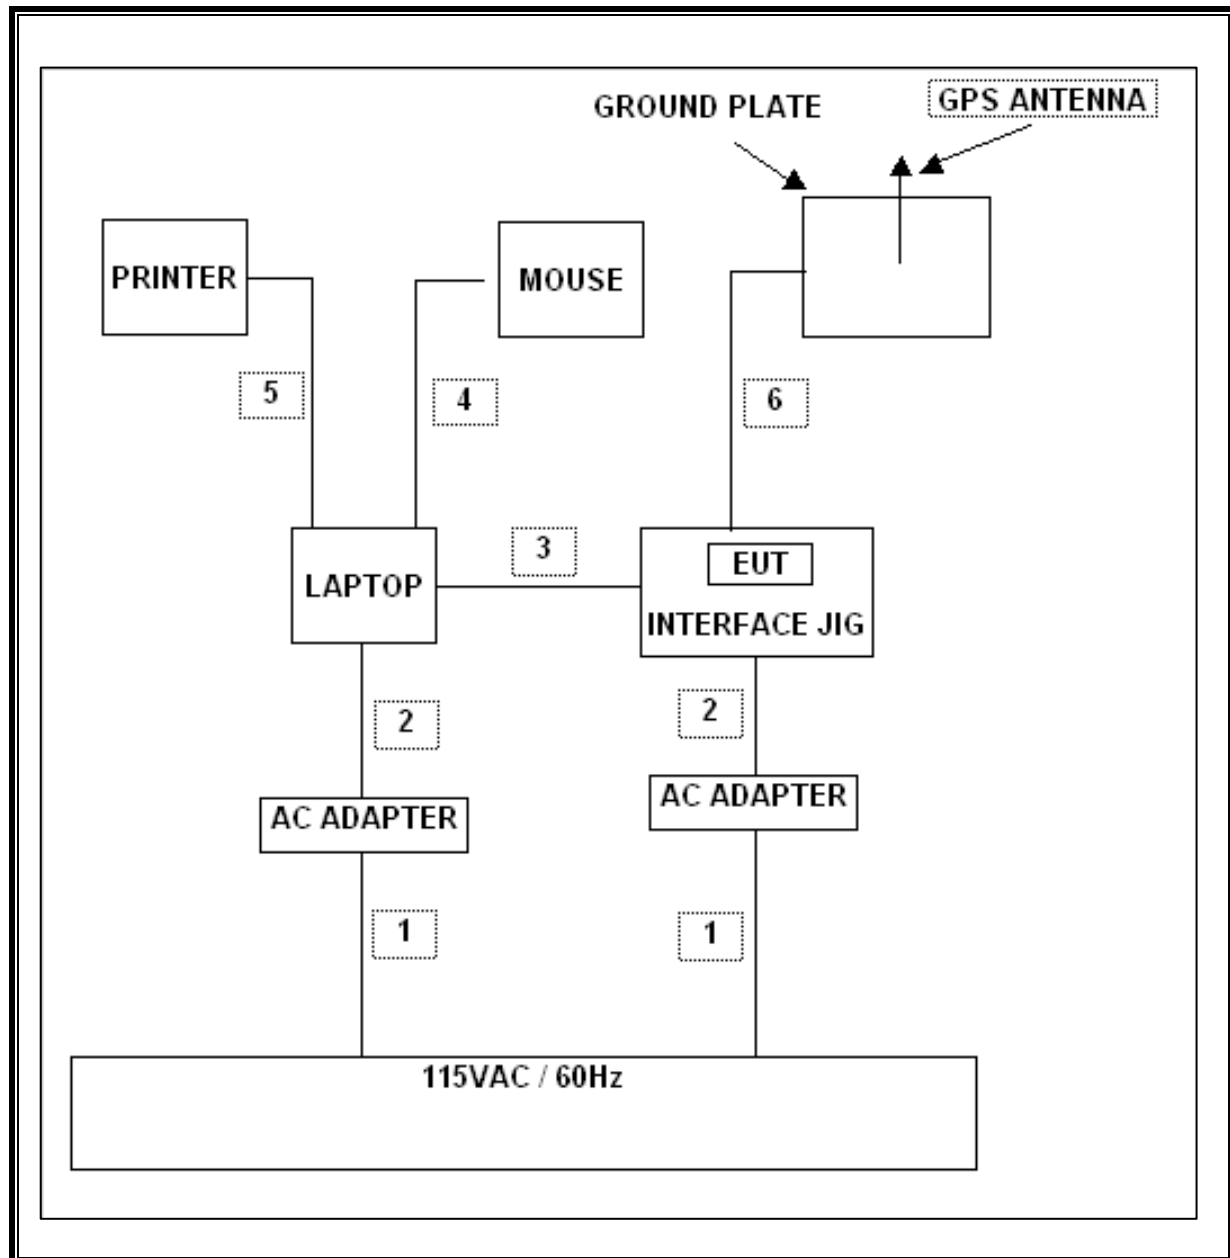 GROUND PLATE
GPS ANTENNA
PRINTER
MOUSE
5
4
6
LAPTOP
3
EUT
INTERFACE JIG
2
2
AC ADAPTER
AC ADAPTER
1
1
115VAC / 60Hz